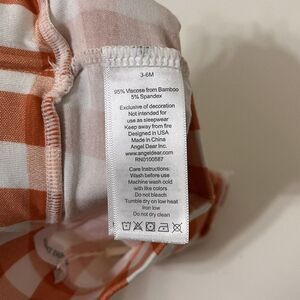 3-6M
95% Viscose from Bamboo
5% Spandex
Exclusive of decoration
Not intended for
use as sleepwear
Keep away from fire
Designed in USA
Made in China
Angel Dear Inc.
www.angeldear.com
RN0100587
Care Instructions:
Wash before use
Machine wash cold
with like colors
Do not bleach
Tumble dry on low heat
Iron low
Do not dry clean